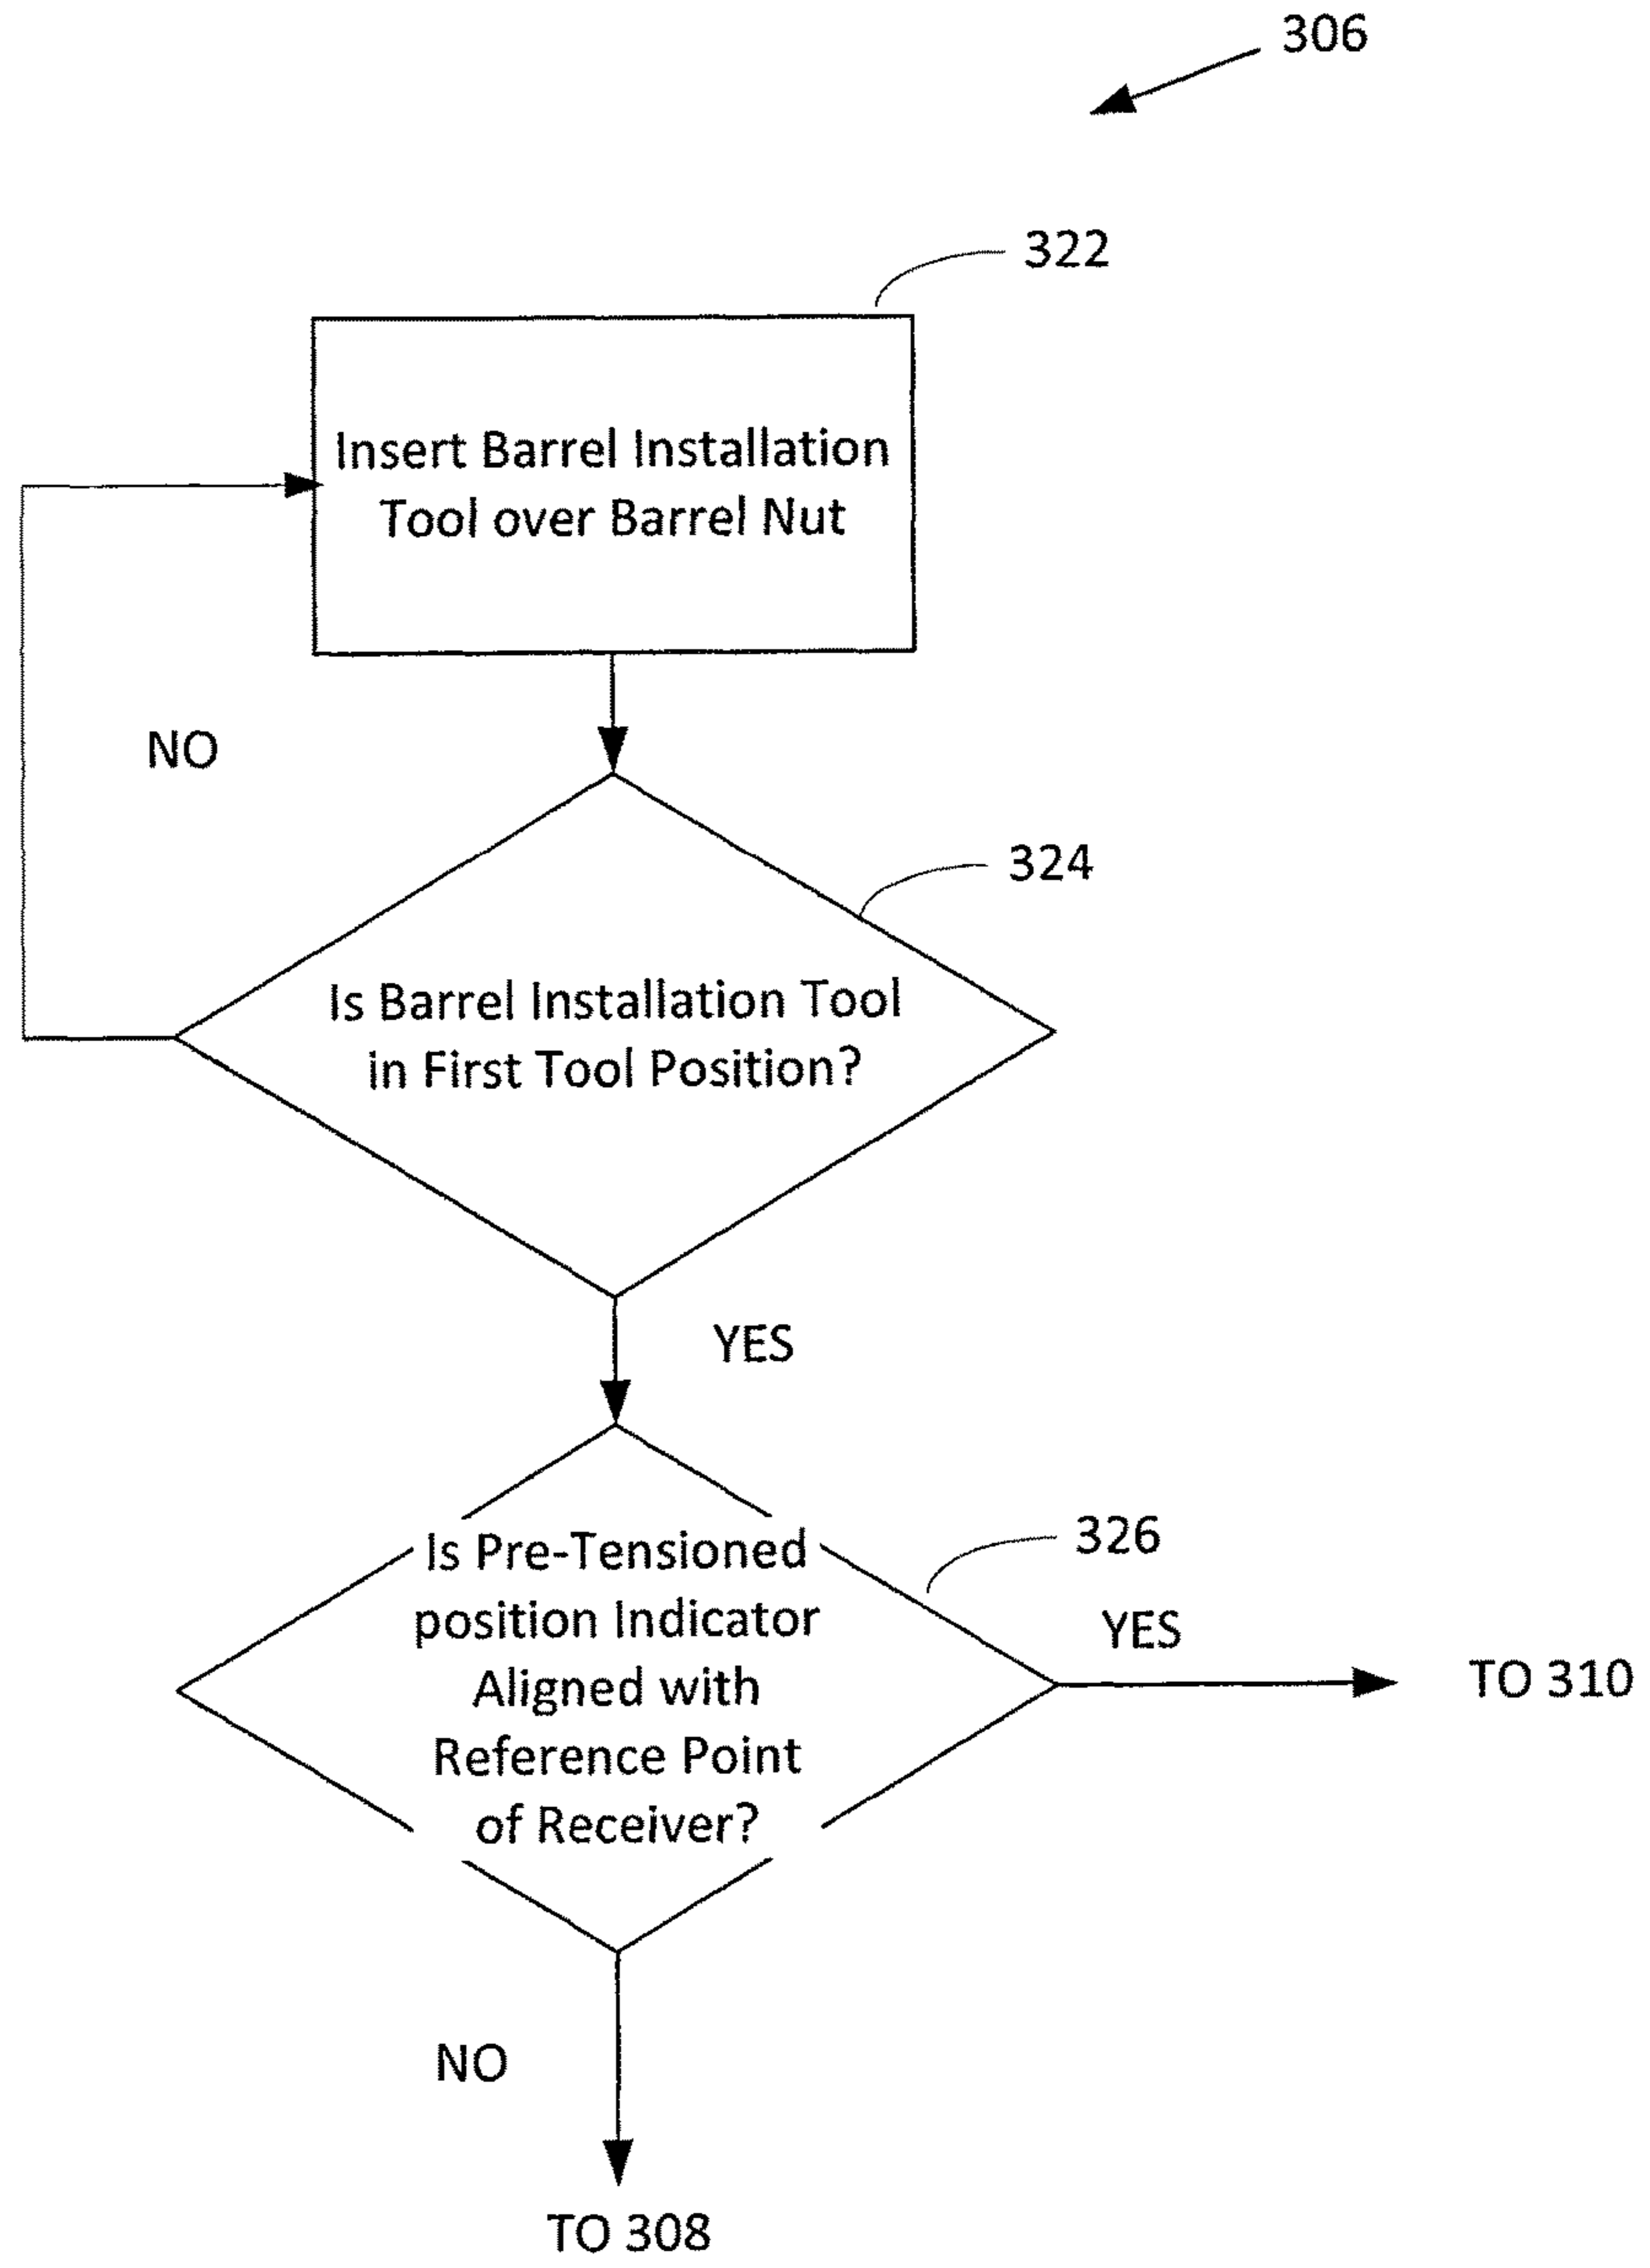 306
322
Insert Barrel Installation
Tool over Barrel Nut
NO
324
Is Barrel Installation Tool
in First Tool Position?
YES
326
Is Pre-Tensioned
position Indicator
Aligned with
Reference Point
of Receiver?
YES
TO 310
NO
TO 308